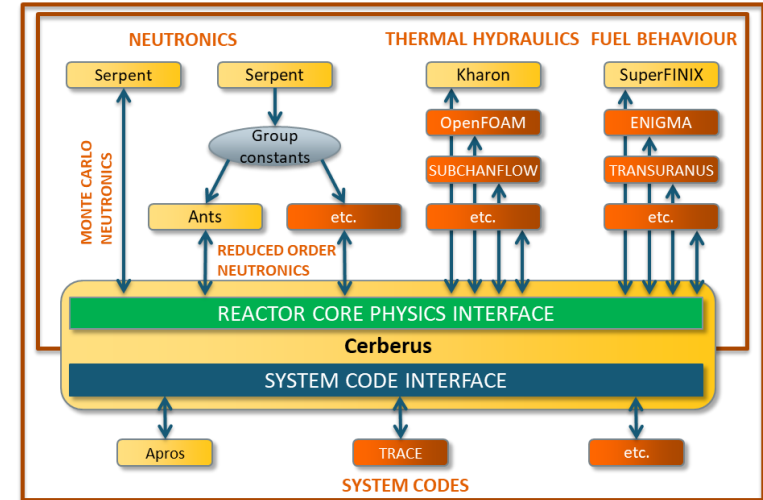 NEUTRONICS
THERMAL HYDRAULICS
FUEL BEHAVIOUR
Serpent
Serpent
Kharon
SuperFINIX
OpenFOAM
ENIGMA
Group
constants
SUBCHANFLOW
TRANSURANUS
MONTE CARLO
NEUTRONICS
Ants
etc.
etc.
etc.
REDUCED ORDER
NEUTRONICS
REACTOR CORE PHYSICS INTERFACE
Cerberus
SYSTEM CODE INTERFACE
Apros
TRACE
etc.
SYSTEM CODES